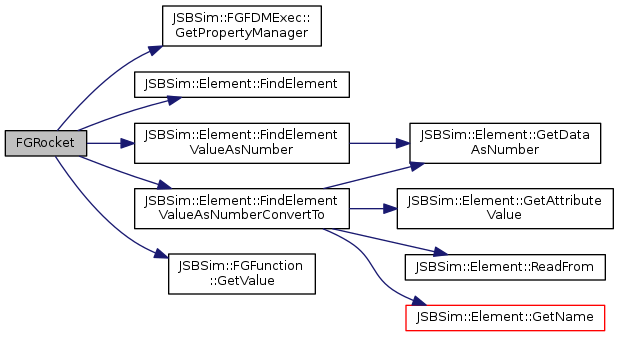 FGRocket
JSBSim::FGFDMExec::
GetPropertyManager
JSBSim::Element::FindElement
JSBSim::Element::FindElement
ValueAsNumber
JSBSim::Element::FindElement
ValueAsNumberConvertTo
JSBSim::FGFunction
::GetValue
JSBSim::Element::GetData
AsNumber
JSBSim::Element::GetAttribute
Value
JSBSim::Element::ReadFrom
JSBSim::Element::GetName